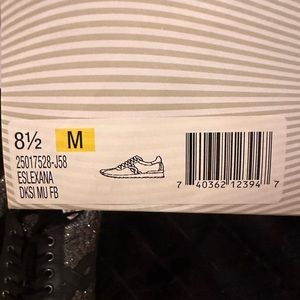 8½ M
25017528-J58
ESLEXANA
DKSI MU FB
7 40362 12394 7